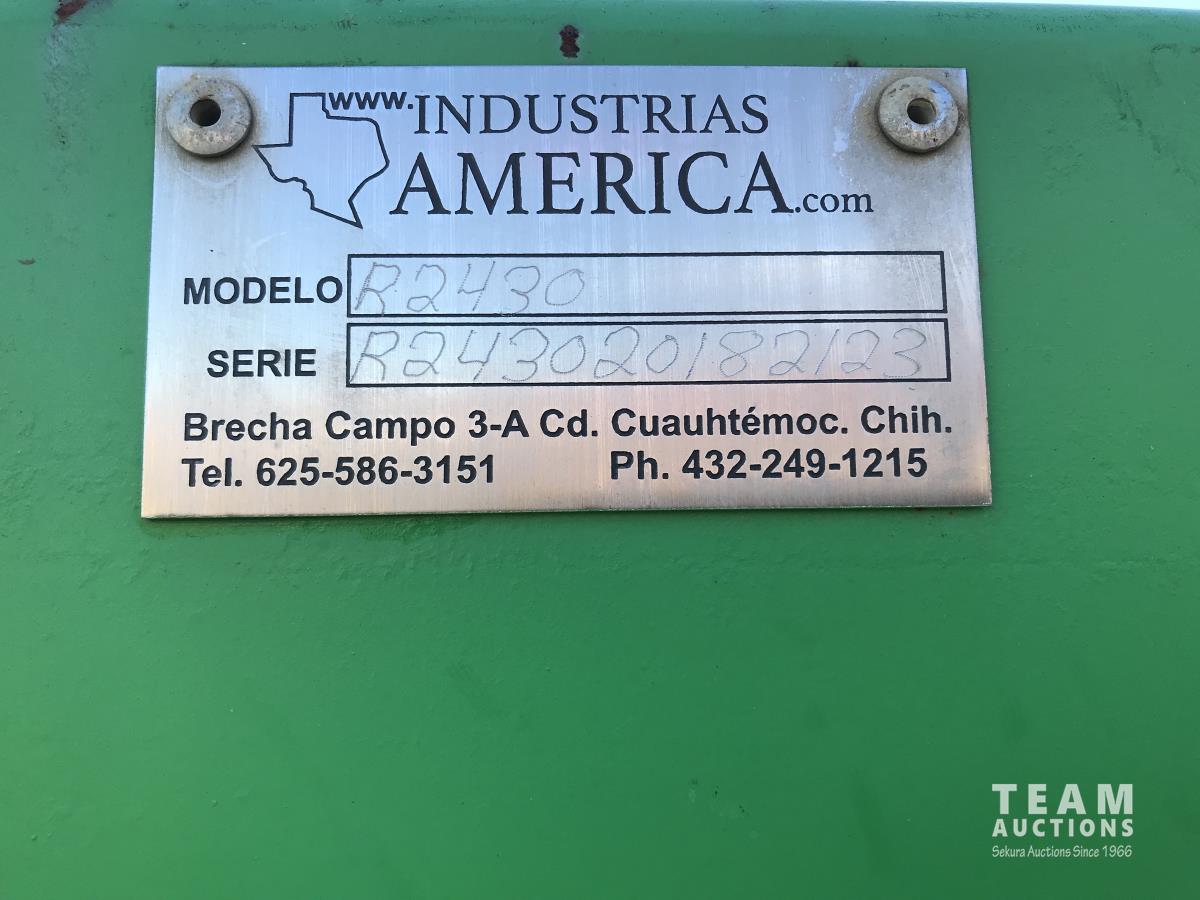 www.INDUSTRIAS
AMERICA.com
MODELO R2430
SERIE R243020182123
Brecha Campo 3-A Cd. Cuauhtémoc. Chih.
Tel. 625-586-3151 Ph. 432-249-1215
TEAM
AUCTIONS
Sekura Auctions Since 1966